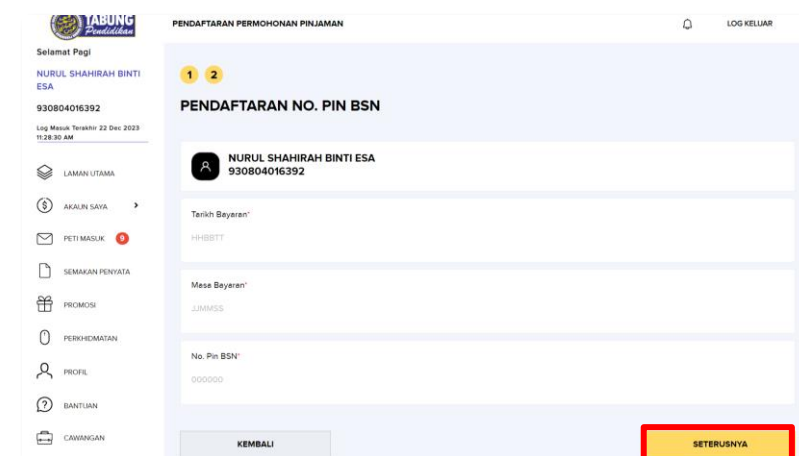 TABUNG
Pendidikan
PENDAFTARAN PERMOHONAN PINJAMAN
LOG KELUAR
Selamat Pagi
NURUL SHAHIRAH BINTI
ESA
930804016392
Log Masuk Terakhir 22 Dec 2023
11:28:30 AM
LAMAN UTAMA
AKAUN SAYA
PETI MASUK 9
SEMAKAN PENYATA
PROMOSI
PERKHIDMATAN
PROFIL
BANTUAN
CAWANGAN
1 2
PENDAFTARAN NO. PIN BSN
NURUL SHAHIRAH BINTI ESA
930804016392
Tarikh Bayaran*
HHBBTT
Masa Bayaran*
JJMMSS
No. Pin BSN*
000000
KEMBALI
SETERUSNYA